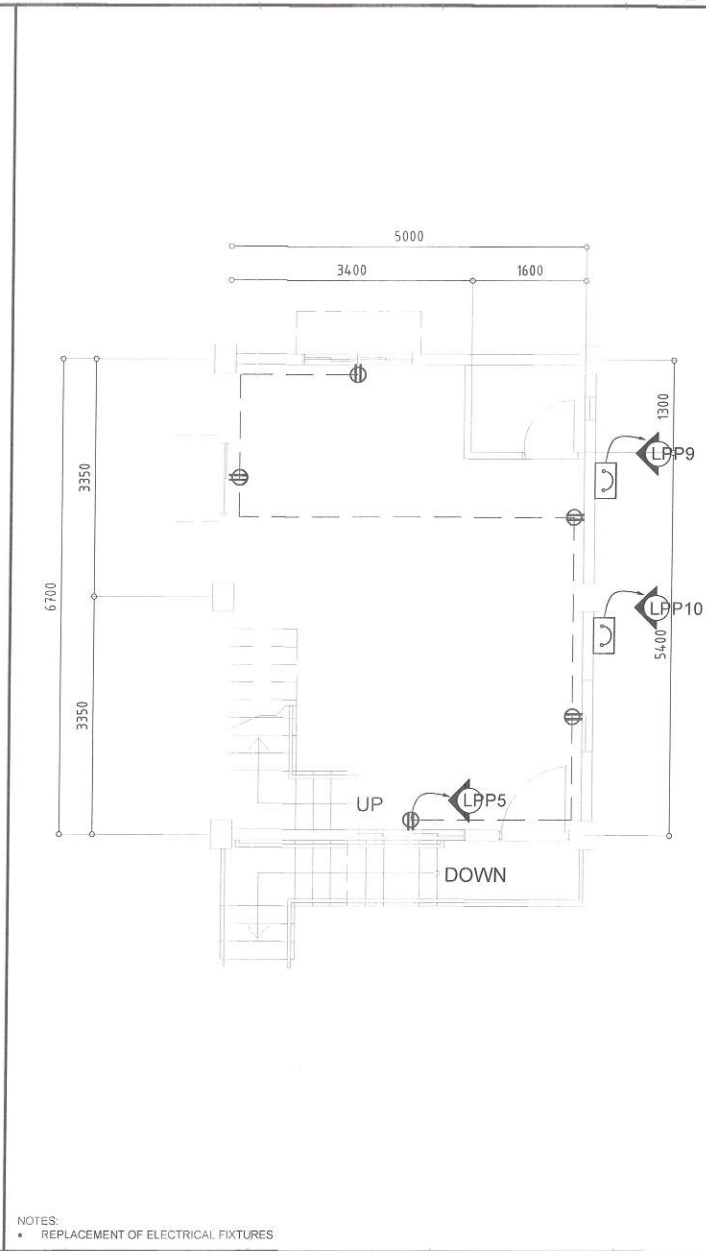 5000
3400
1600
1300
LPP9
3350
6700
LPP10
5400
3350
LPP5
UP
DOWN
NOTES:
• REPLACEMENT OF ELECTRICAL FIXTURES